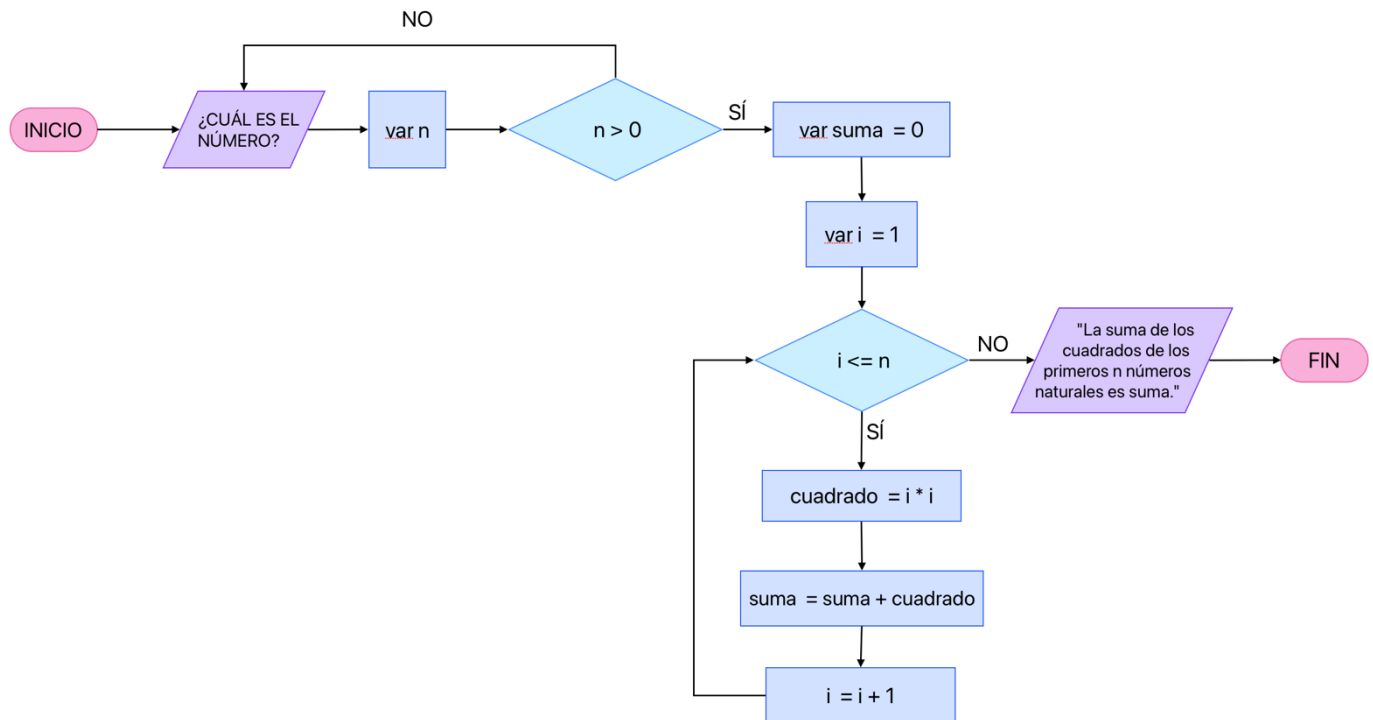 NO
INICIO
¿CUÁL ES EL
NÚMERO?
var n
n > 0
SÍ
var suma = 0
var i = 1
i <= n
NO
"La suma de los
cuadrados de los
primeros n números
naturales es suma."
FIN
SÍ
cuadrado = i * i
suma = suma + cuadrado
i = i + 1